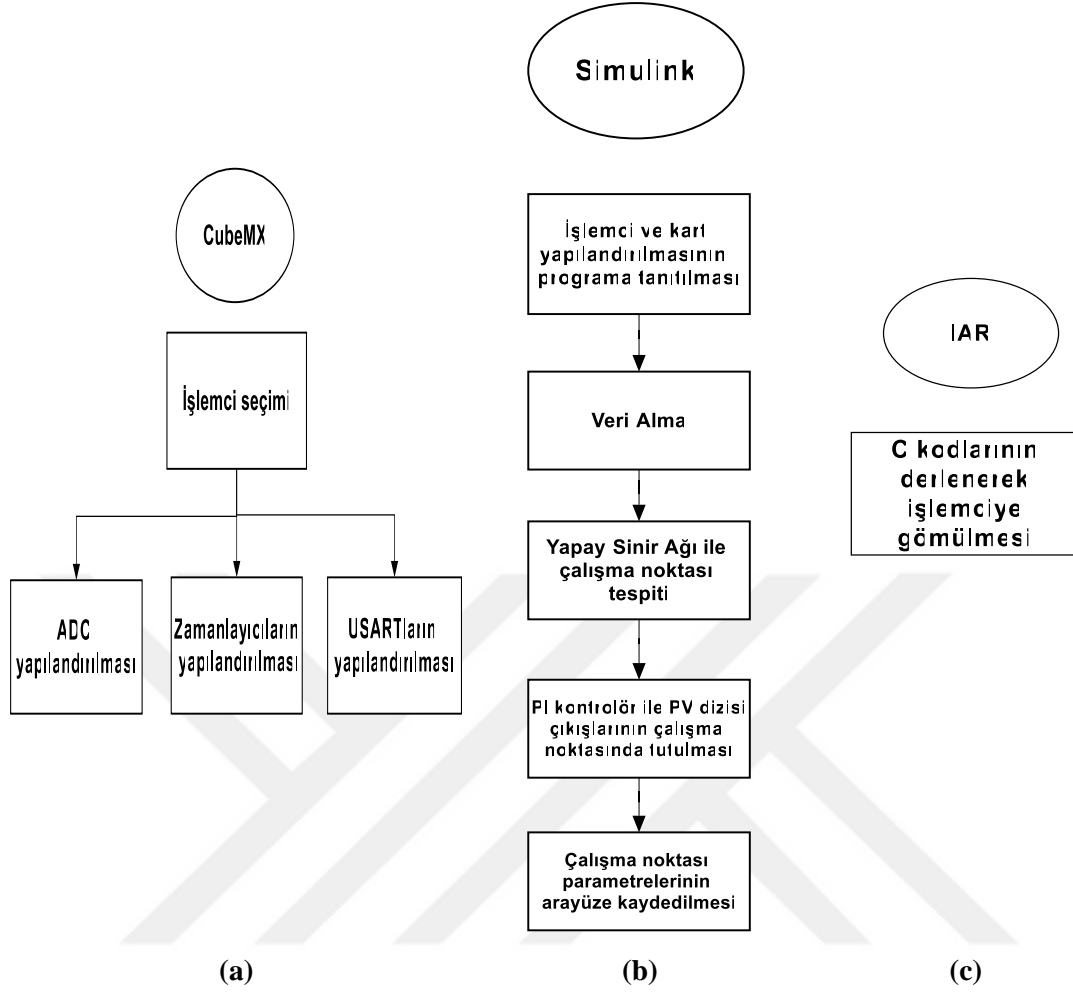 CubeMX
İşlemci seçimi
ADC
yapılandırılması
Zamanlayıcıların
yapılandırılması
USARTların
yapılandırılması
(a)
Simulink
İşlemci ve kart
yapılandırılmasının
programa tanıtılması
Veri Alma
Yapay Sinir Ağı ile
çalışma noktası
tespiti
PI kontrolör ile PV dizisi
çıkışlarının çalışma
noktasında tutulması
Çalışma noktası
parametrelerinin
arayüze kaydedilmesi
(b)
IAR
C kodlarının
derlenerek
işlemciye
gömülmesi
(c)